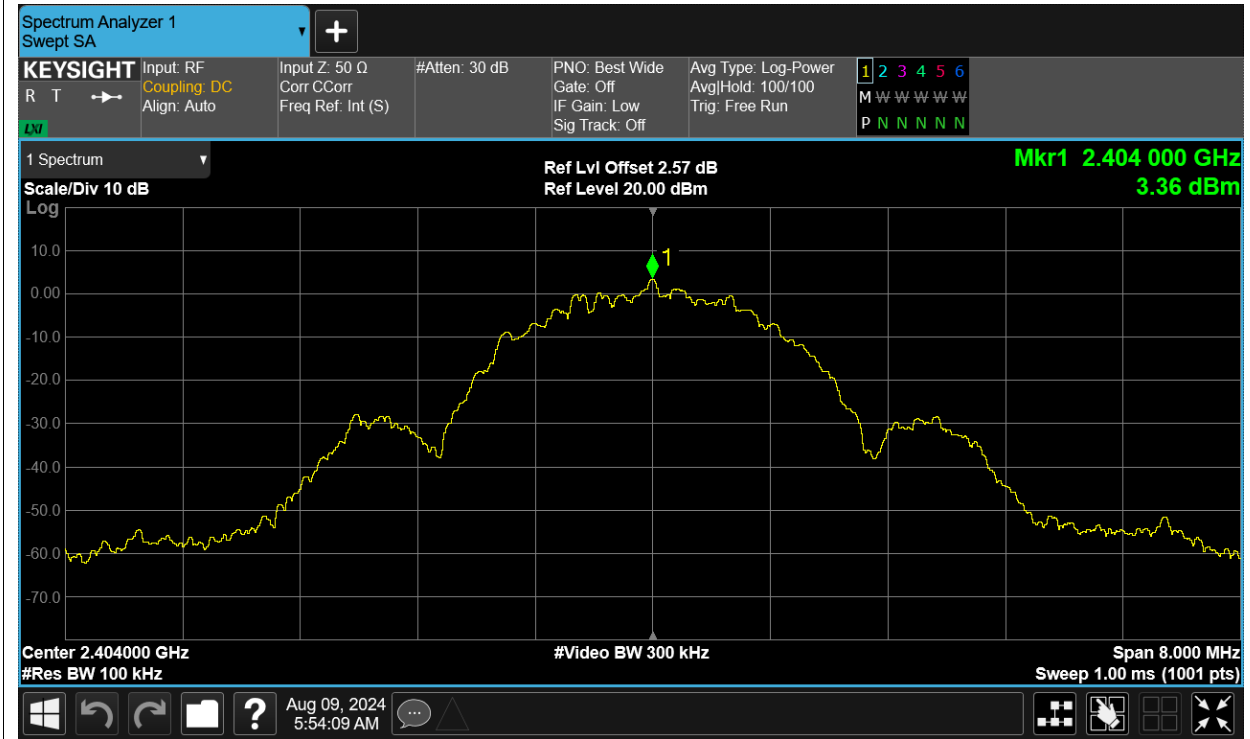 Spectrum Analyzer 1
Swept SA
KEYSIGHT
R T
LXI
Input: RF
Coupling: DC
Align: Auto
Input Z: 50 Ω
Corr CCorr
Freq Ref: Int (S)
#Atten: 30 dB
PNO: Best Wide
Gate: Off
IF Gain: Low
Sig Track: Off
Avg Type: Log-Power
Avg|Hold: 100/100
Trig: Free Run
1 2 3 4 5 6
M W W W W W W
P N N N N N N
1 Spectrum
Scale/Div 10 dB
Log
Ref Lvl Offset 2.57 dB
Ref Level 20.00 dBm
Mkr1 2.404 000 GHz
3.36 dBm
1
10.0
0.00
-10.0
-20.0
-30.0
-40.0
-50.0
-60.0
-70.0
Center 2.404000 GHz
#Res BW 100 kHz
#Video BW 300 kHz
Span 8.000 MHz
Sweep 1.00 ms (1001 pts)
?
Aug 09, 2024
5:54:09 AM